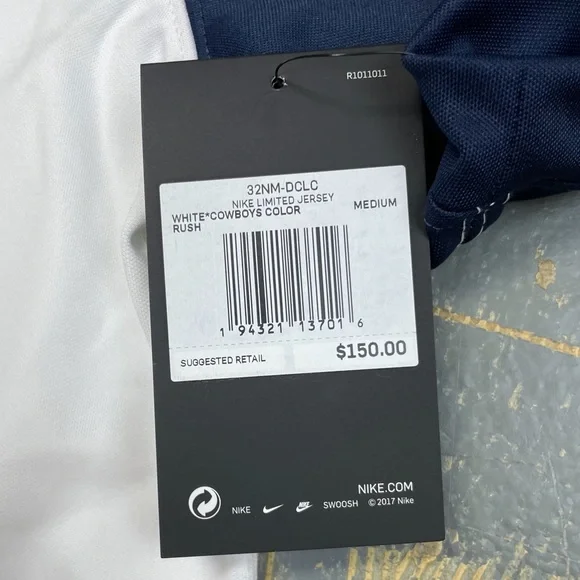 R1011011
32NM-DCLC
NIKE LIMITED JERSEY
WHITE*COWBOYS COLOR RUSH MEDIUM
1 94321 13701 6
SUGGESTED RETAIL $150.00
NIKE.COM
NIKE SWOOSH © 2017 Nike